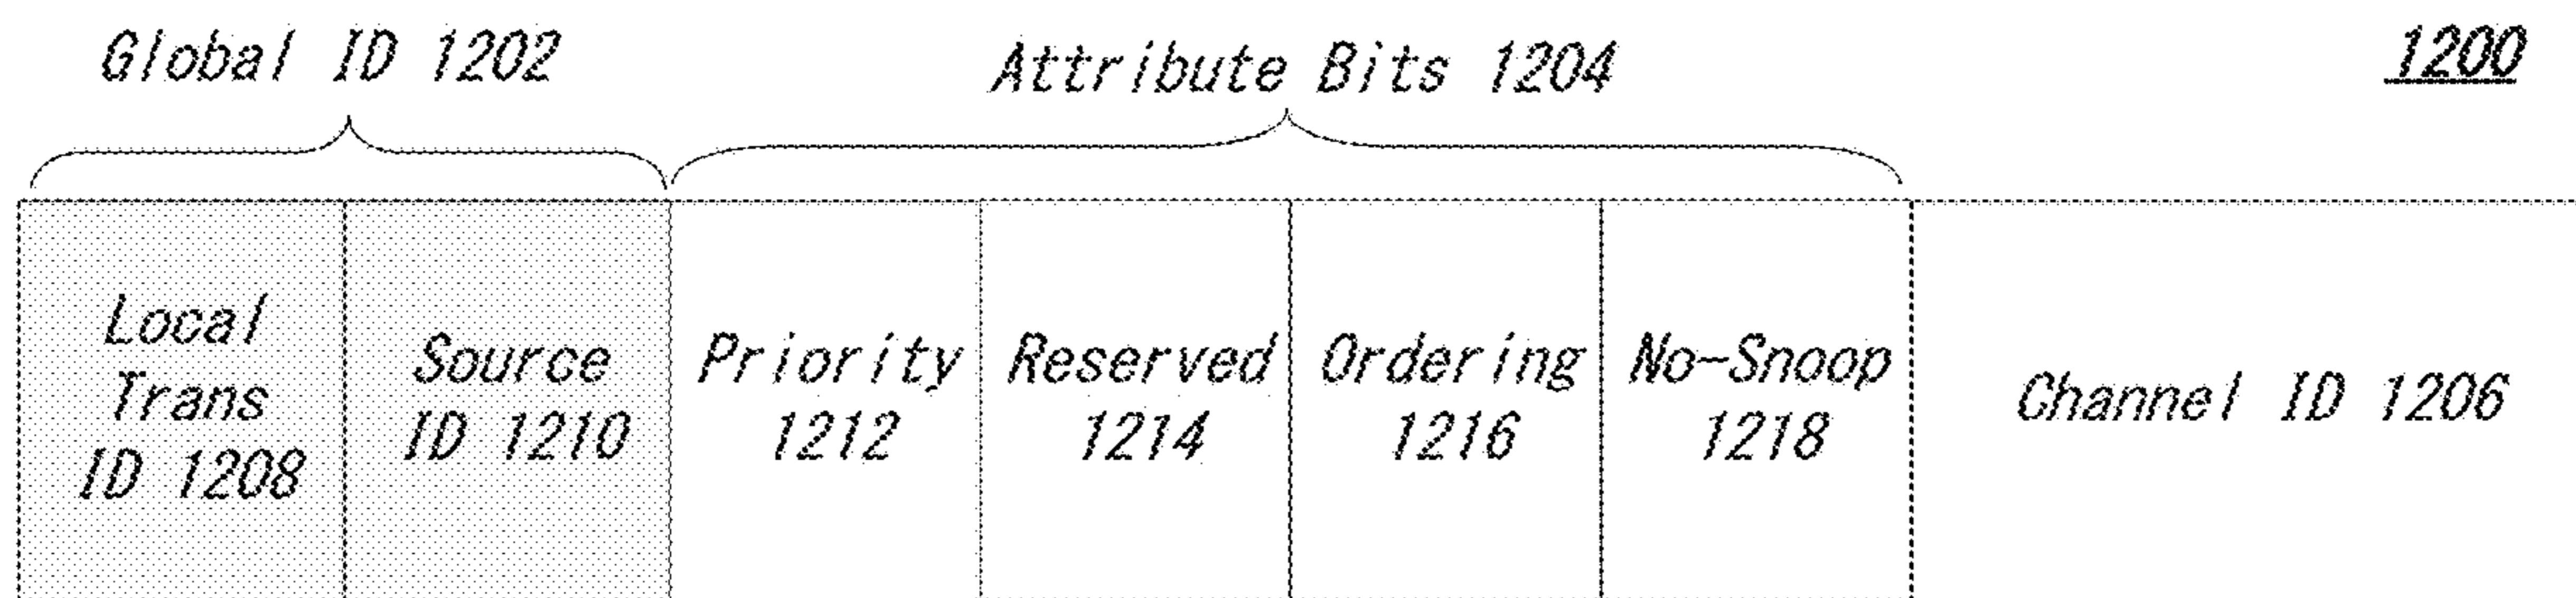 Global ID 1202
Attribute Bits 1204
1200
Local
Trans
ID 1208
Source
ID 1210
Priority
1212
Reserved
1214
Ordering
1216
No-Snoop
1218
Channel ID 1206